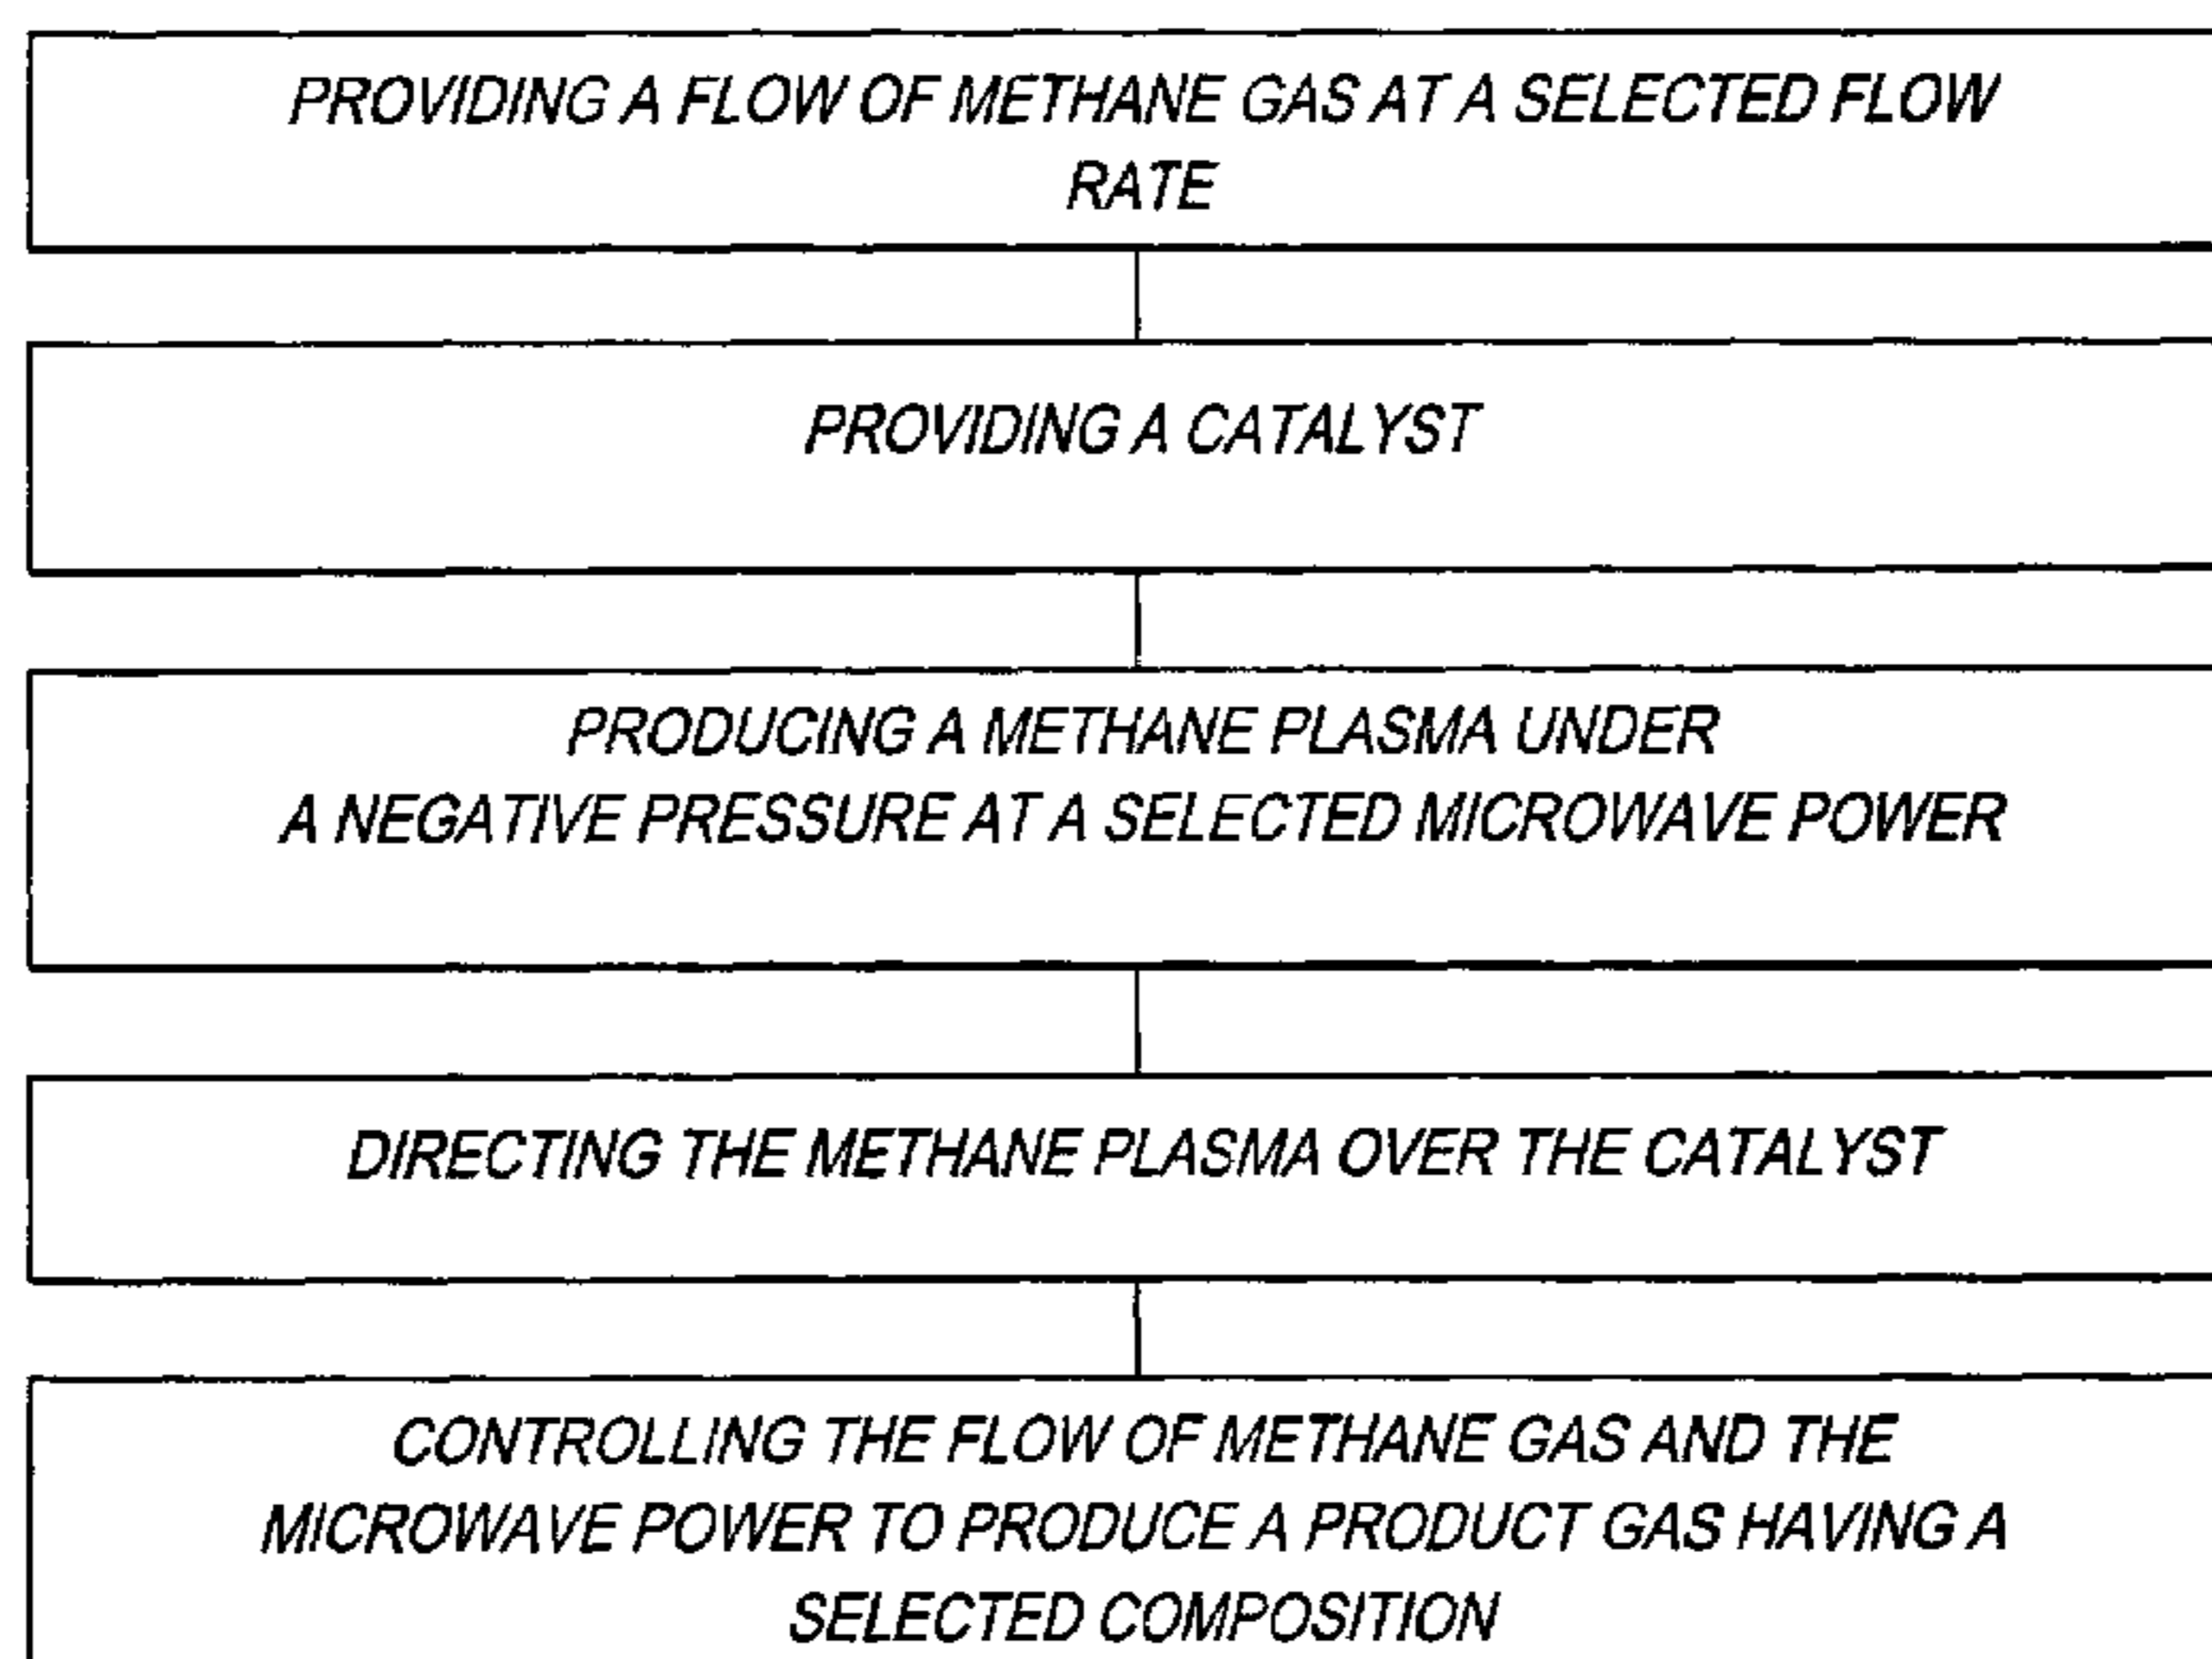 PROVIDING A FLOW OF METHANE GAS AT A SELECTED FLOW
RATE
PROVIDING A CATALYST
PRODUCING A METHANE PLASMA UNDER
A NEGATIVE PRESSURE AT A SELECTED MICROWAVE POWER
DIRECTING THE METHANE PLASMA OVER THE CATALYST
CONTROLLING THE FLOW OF METHANE GAS AND THE
MICROWAVE POWER TO PRODUCE A PRODUCT GAS HAVING A
SELECTED COMPOSITION